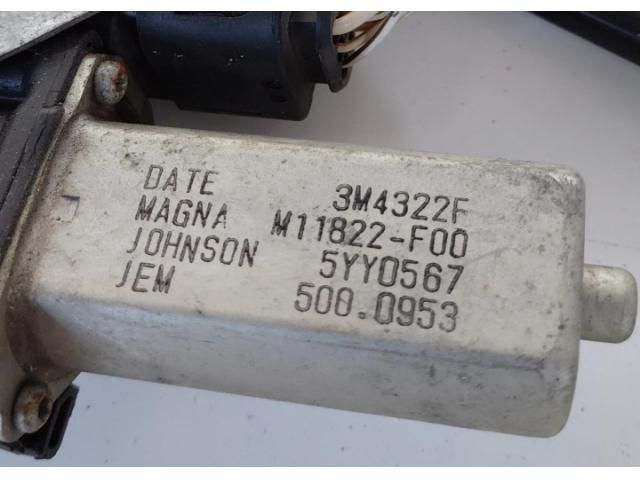 DATE 3M4322F
MAGNA M11822-F00
JOHNSON 5YY0567
JEM 500.0953